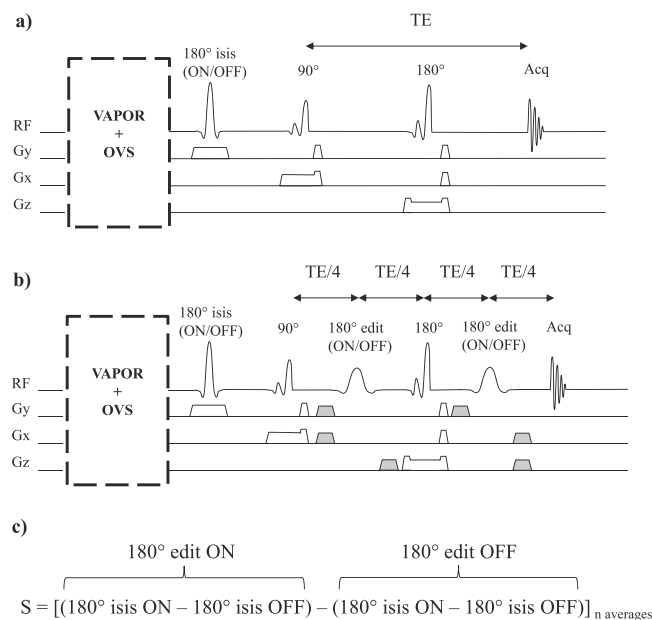 a)
TE
180° isis
(ON/OFF)
90°
180°
Acq
VAPOR
+
OVS
RF
Gy
Gx
Gz
b)
TE/4 TE/4 TE/4 TE/4
180° isis
(ON/OFF)
90°
180° edit
(ON/OFF)
180°
180° edit
(ON/OFF)
Acq
VAPOR
+
OVS
RF
Gy
Gx
Gz
c)
180° edit ON 180° edit OFF
S = [(180° isis ON – 180° isis OFF) – (180° isis ON – 180° isis OFF)] n averages